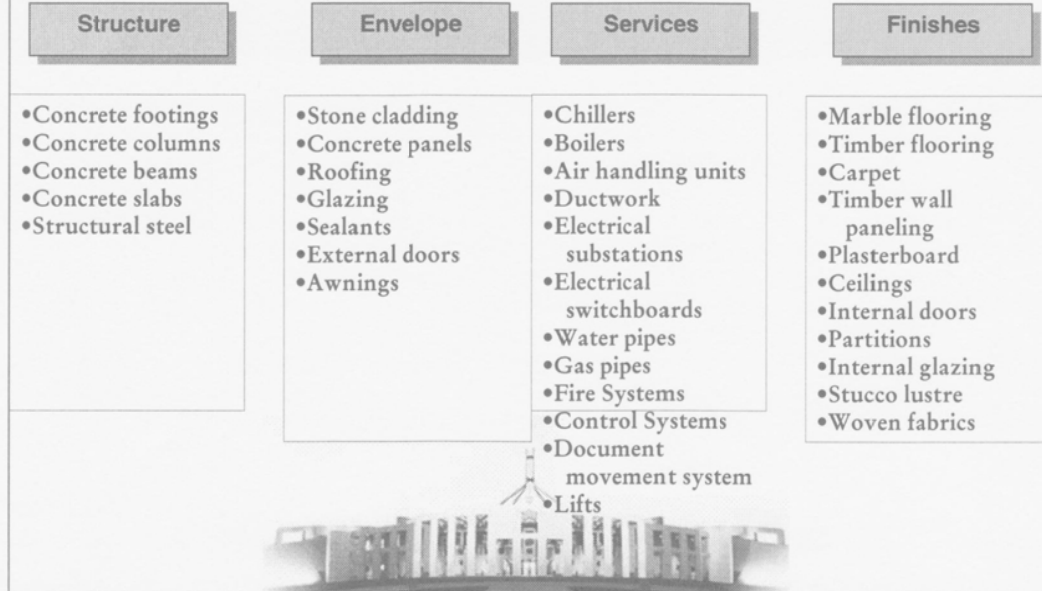 Structure
•Concrete footings
•Concrete columns
•Concrete beams
•Concrete slabs
•Structural steel
Envelope
•Stone cladding
•Concrete panels
•Roofing
•Glazing
•Sealants
•External doors
•Awnings
Services
•Chillers
•Boilers
•Air handling units
•Ductwork
•Electrical
substations
•Electrical
switchboards
•Water pipes
•Gas pipes
•Fire Systems
•Control Systems
•Document
movement system
•Lifts
Finishes
•Marble flooring
•Timber flooring
•Carpet
•Timber wall
paneling
•Plasterboard
•Ceilings
•Internal doors
•Partitions
•Internal glazing
•Stucco lustre
•Woven fabrics